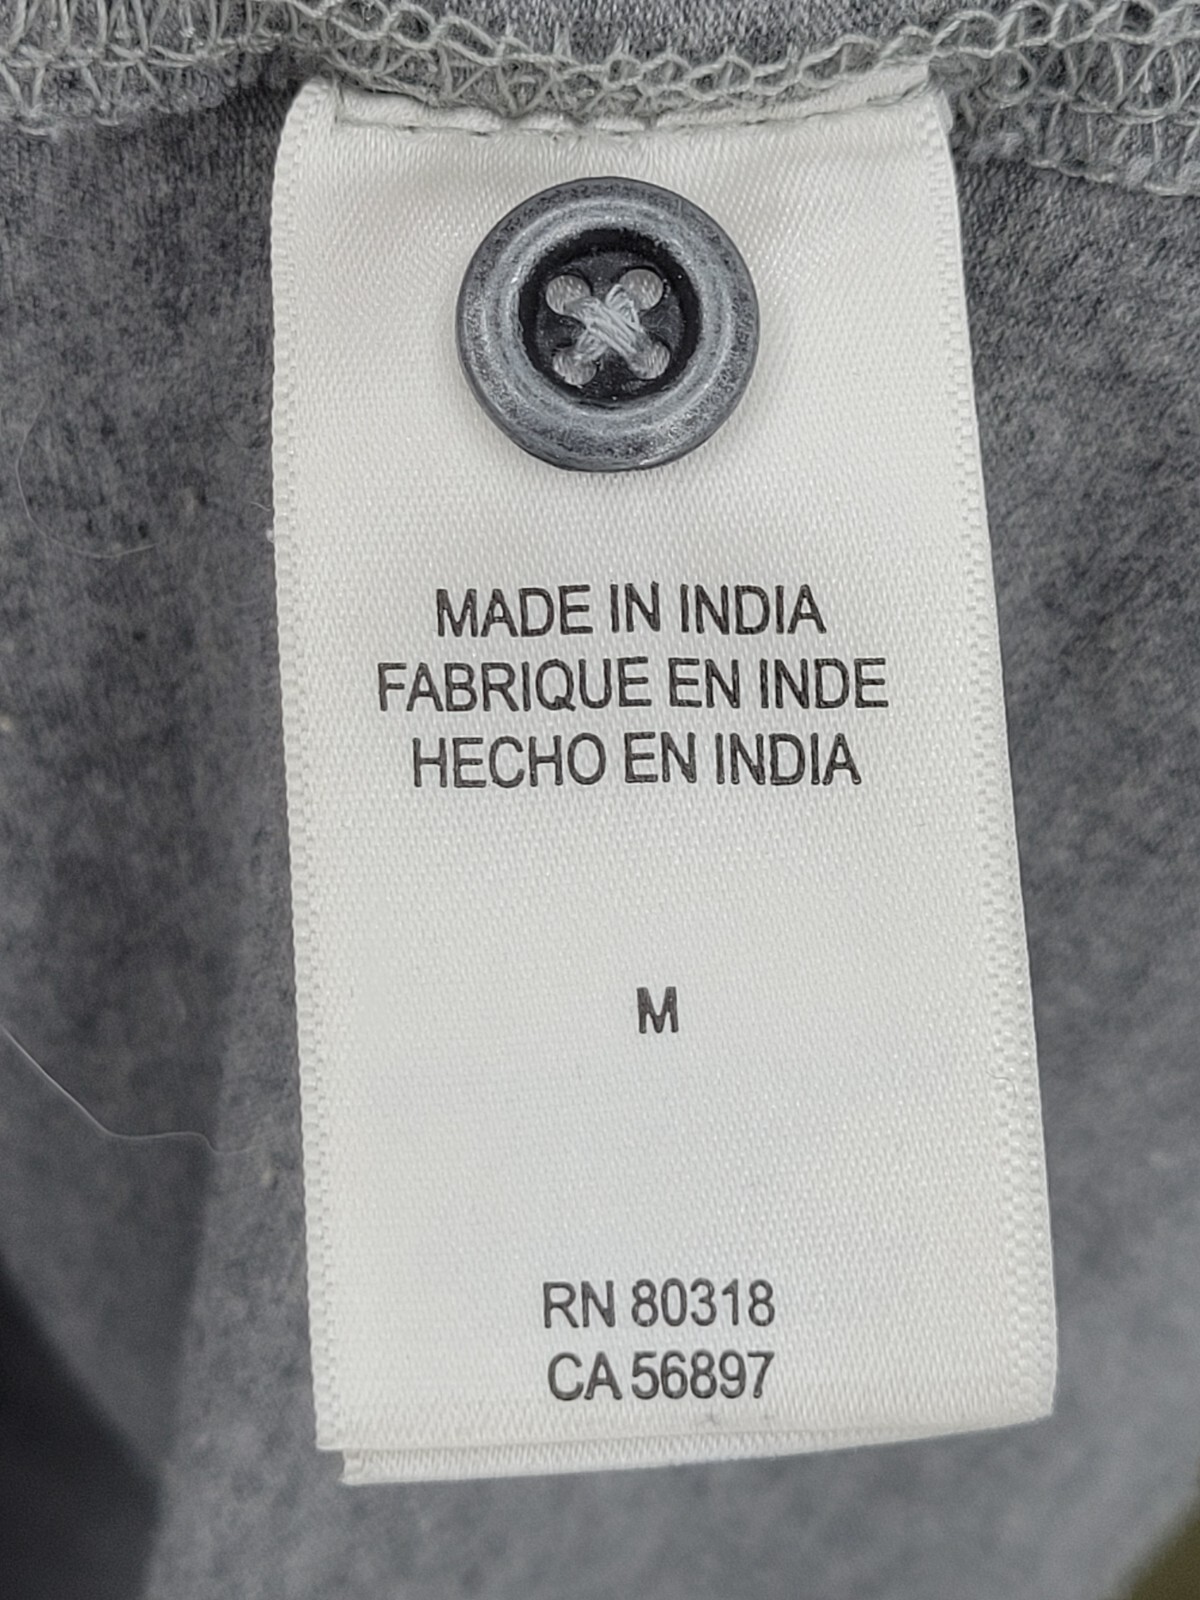 MADE IN INDIA
FABRIQUE EN INDE
HECHO EN INDIA
M
RN 80318
CA 56897